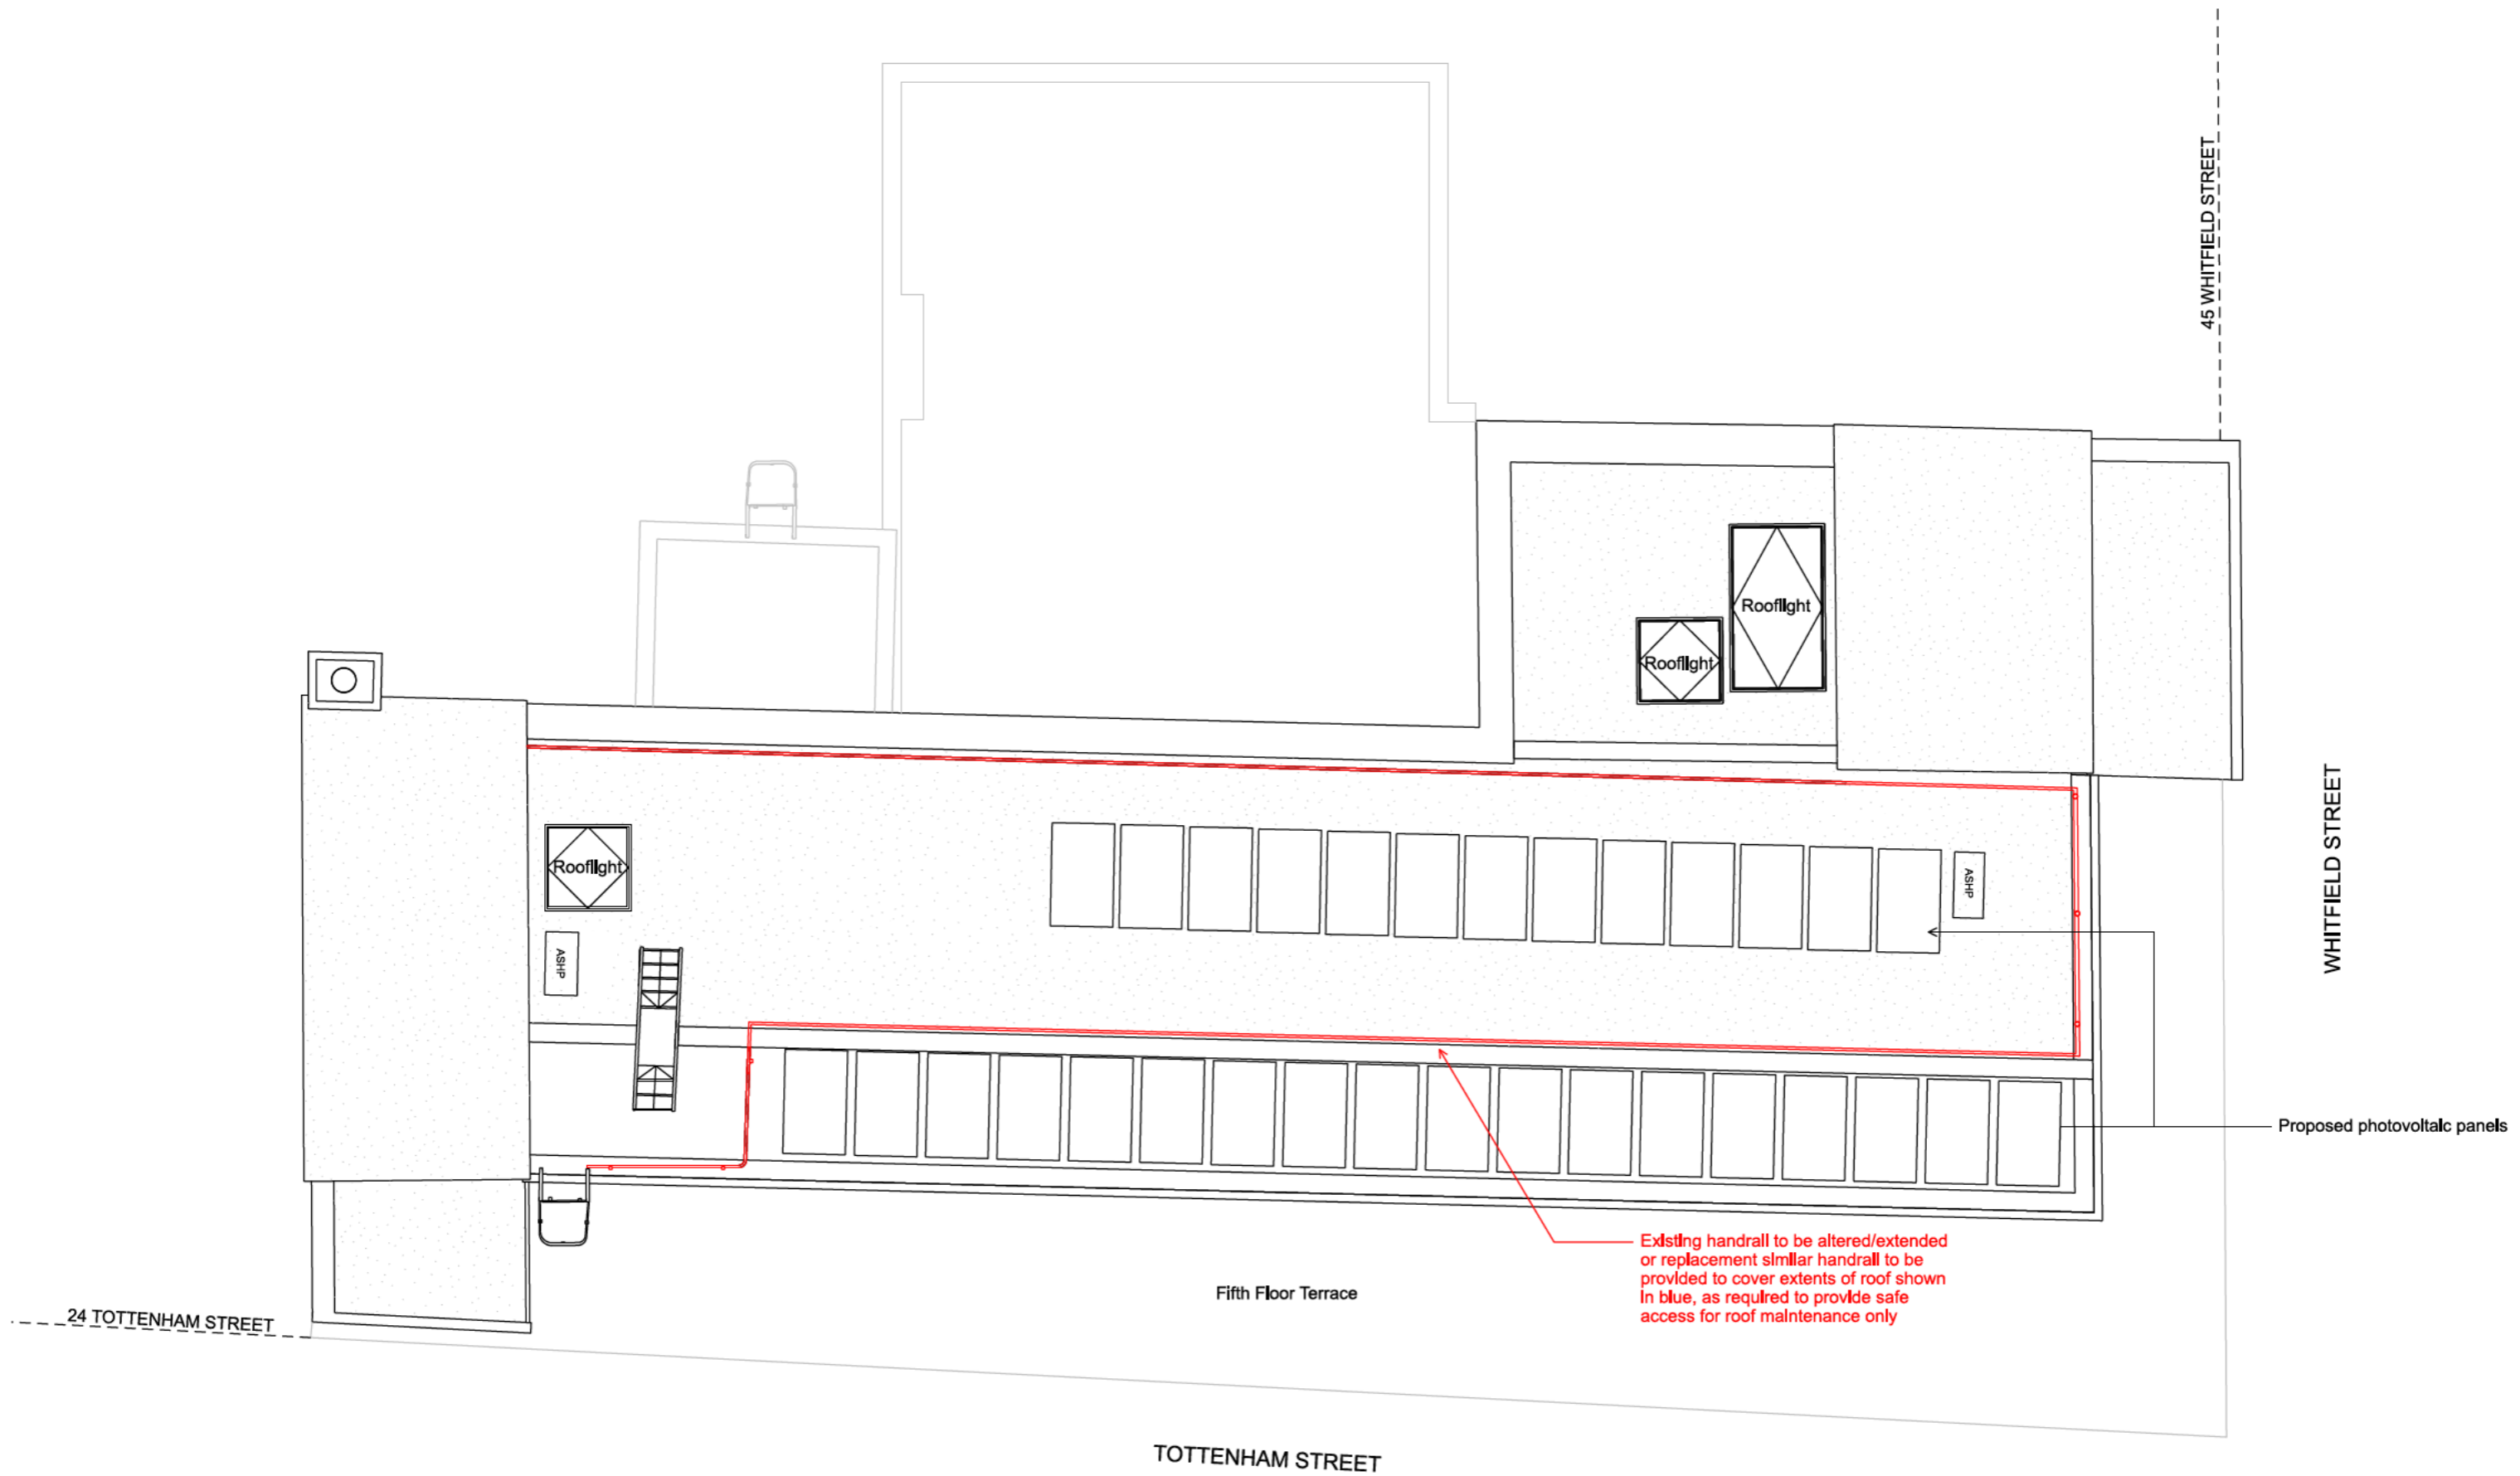 45 WHITFIELD STREET
Rooflight
Rooflight
WHITFIELD STREET
Rooflight
ASHP
ASHP
Proposed photovoltaic panels
Existing handrail to be altered/extended
or replacement similar handrail to be
provided to cover extents of roof shown
in blue, as required to provide safe
access for roof maintenance only
Fifth Floor Terrace
24 TOTTENHAM STREET
TOTTENHAM STREET